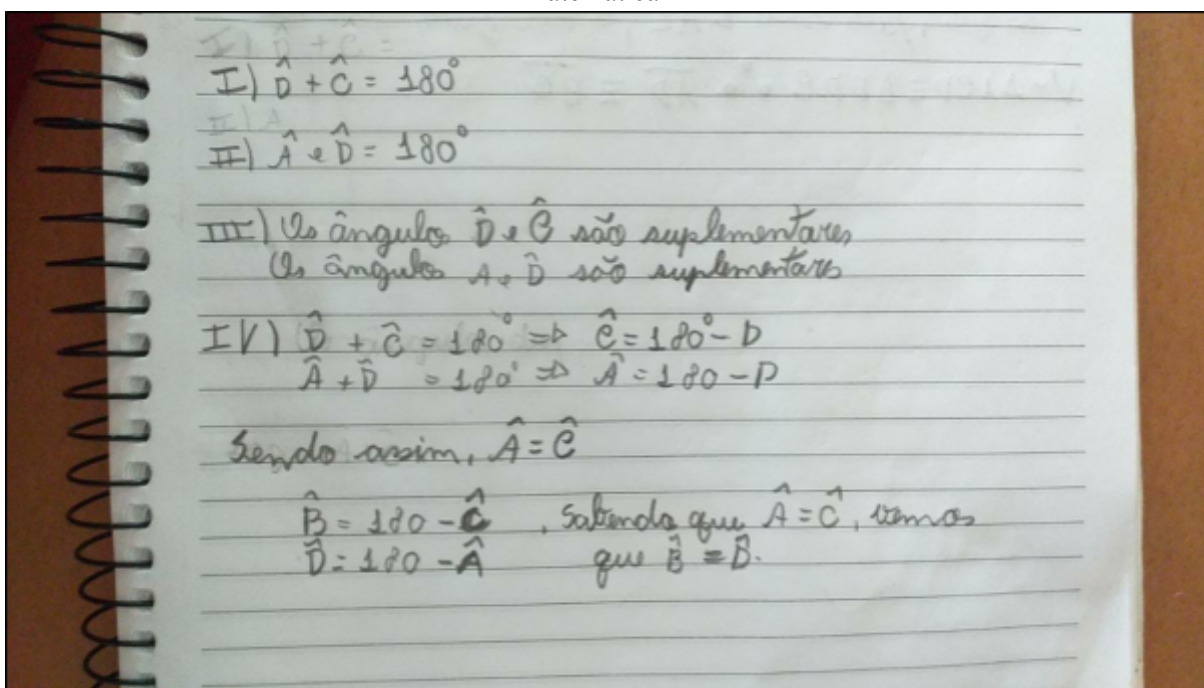 I) D̂ + Ĉ = 180°
II) Â e D̂ = 180°
III) Os ângulos D̂ e Ĉ são suplementares
Os ângulos A e D̂ são suplementares
IV) D̂ + Ĉ = 180° => Ĉ = 180° - D
Â + D̂ = 180° => Â = 180 - D
Sendo assim, Â = Ĉ
B̂ = 180 - Ĉ , Sabendo que Â = Ĉ, temos
D̂ = 180 - Â que B̂ = D̂.